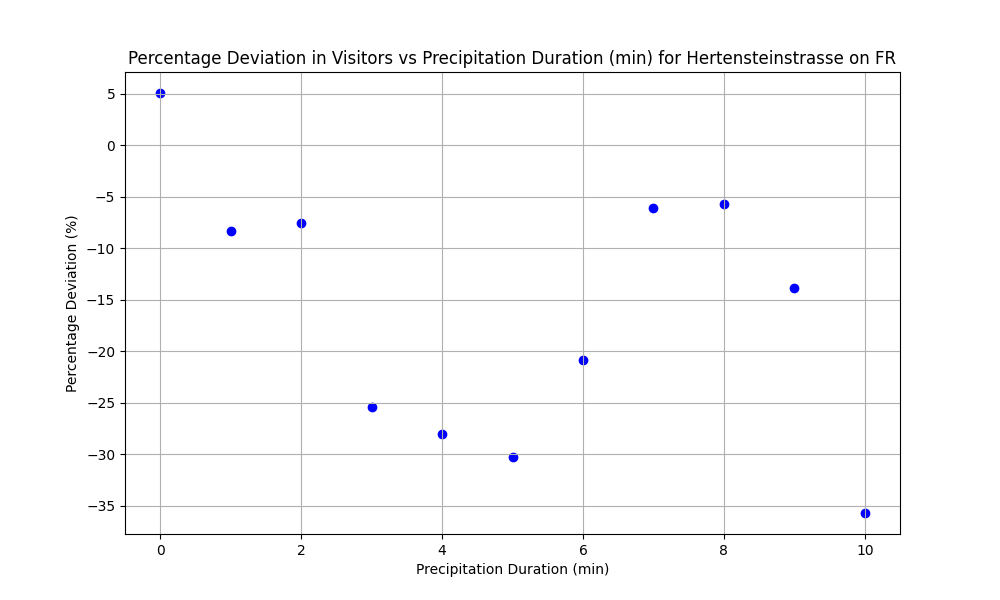 Percentage Deviation in Visitors vs Precipitation Duration (min) for Hertensteinstrasse on FR
5
0
−5
−10
−15
−20
−25
−30
−35
Percentage Deviation (%)
0 2 4 6 8 10
Precipitation Duration (min)